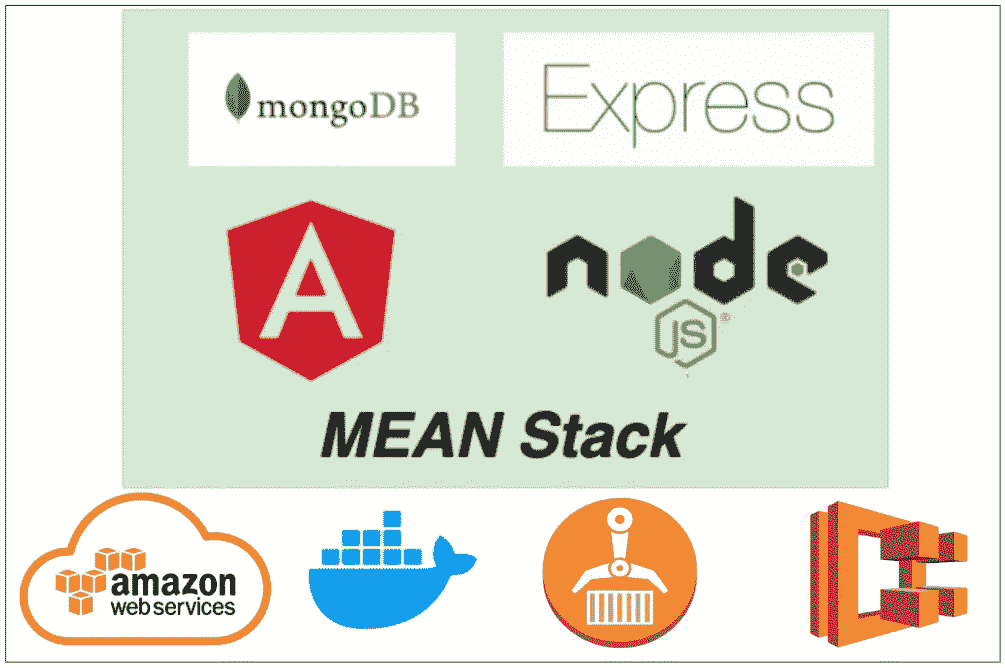 mongoDB
Express
A
node
JS
MEAN Stack
amazon
web services